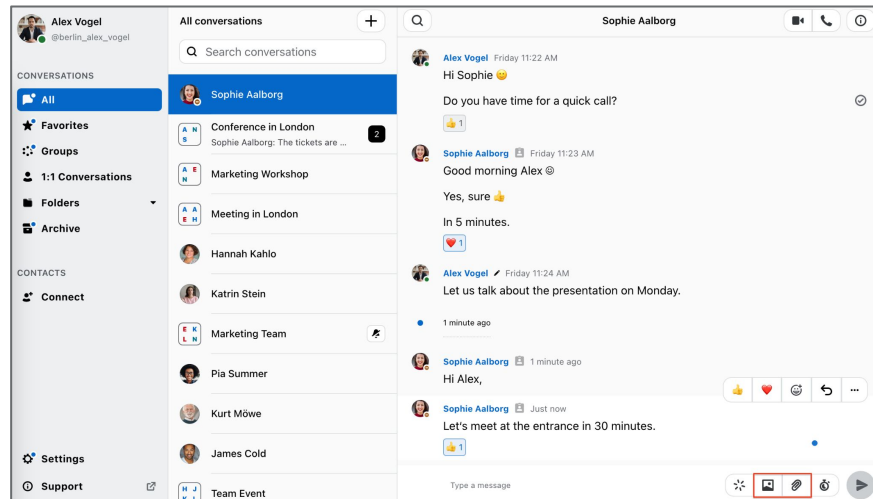 Alex Vogel
@berlin_alex_vogel
CONVERSATIONS
All
Favorites
Groups
1:1 Conversations
Folders
Archive
CONTACTS
Connect
Settings
Support
All conversations
Search conversations
Sophie Aalborg
A N
S
Conference in London
Sophie Aalborg: The tickets are ...
2
A E
N
Marketing Workshop
A A
E H
Meeting in London
Hannah Kahlo
Katrin Stein
E K
L N
Marketing Team
Pia Summer
Kurt Möwe
James Cold
H J
K L
Team Event
Sophie Aalborg
Alex Vogel Friday 11:22 AM
Hi Sophie 🙂
Do you have time for a quick call?
👍 1
Sophie Aalborg Friday 11:23 AM
Good morning Alex ☺
Yes, sure 👍
In 5 minutes.
❤️ 1
Alex Vogel Friday 11:24 AM
Let us talk about the presentation on Monday.
1 minute ago
Sophie Aalborg 1 minute ago
Hi Alex,
Sophie Aalborg Just now
Let's meet at the entrance in 30 minutes.
👍 1
Type a message